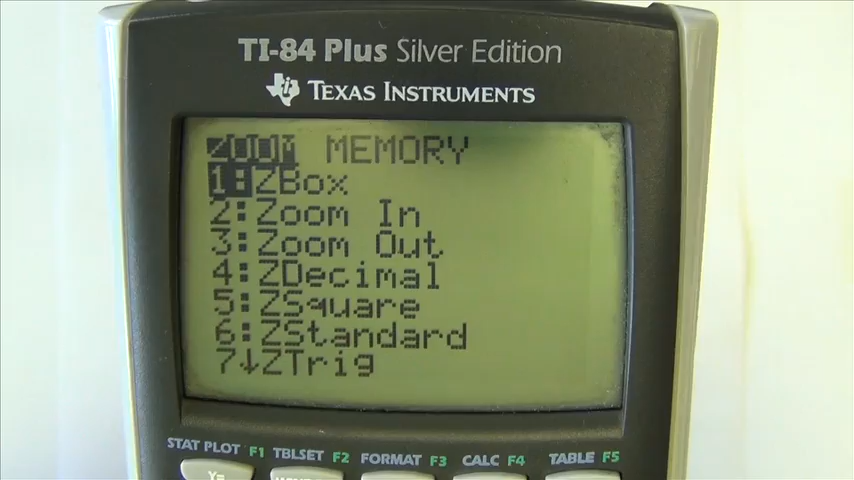 TI-84 Plus Silver Edition
TEXAS INSTRUMENTS
ZOOM MEMORY
1:ZBox
2:Zoom In
3:Zoom Out
4:ZDecimal
5:ZSquare
6:ZStandard
7↓ZTrig
STAT PLOT F1 TBLSET F2 FORMAT F3 CALC F4 TABLE F5
Y=